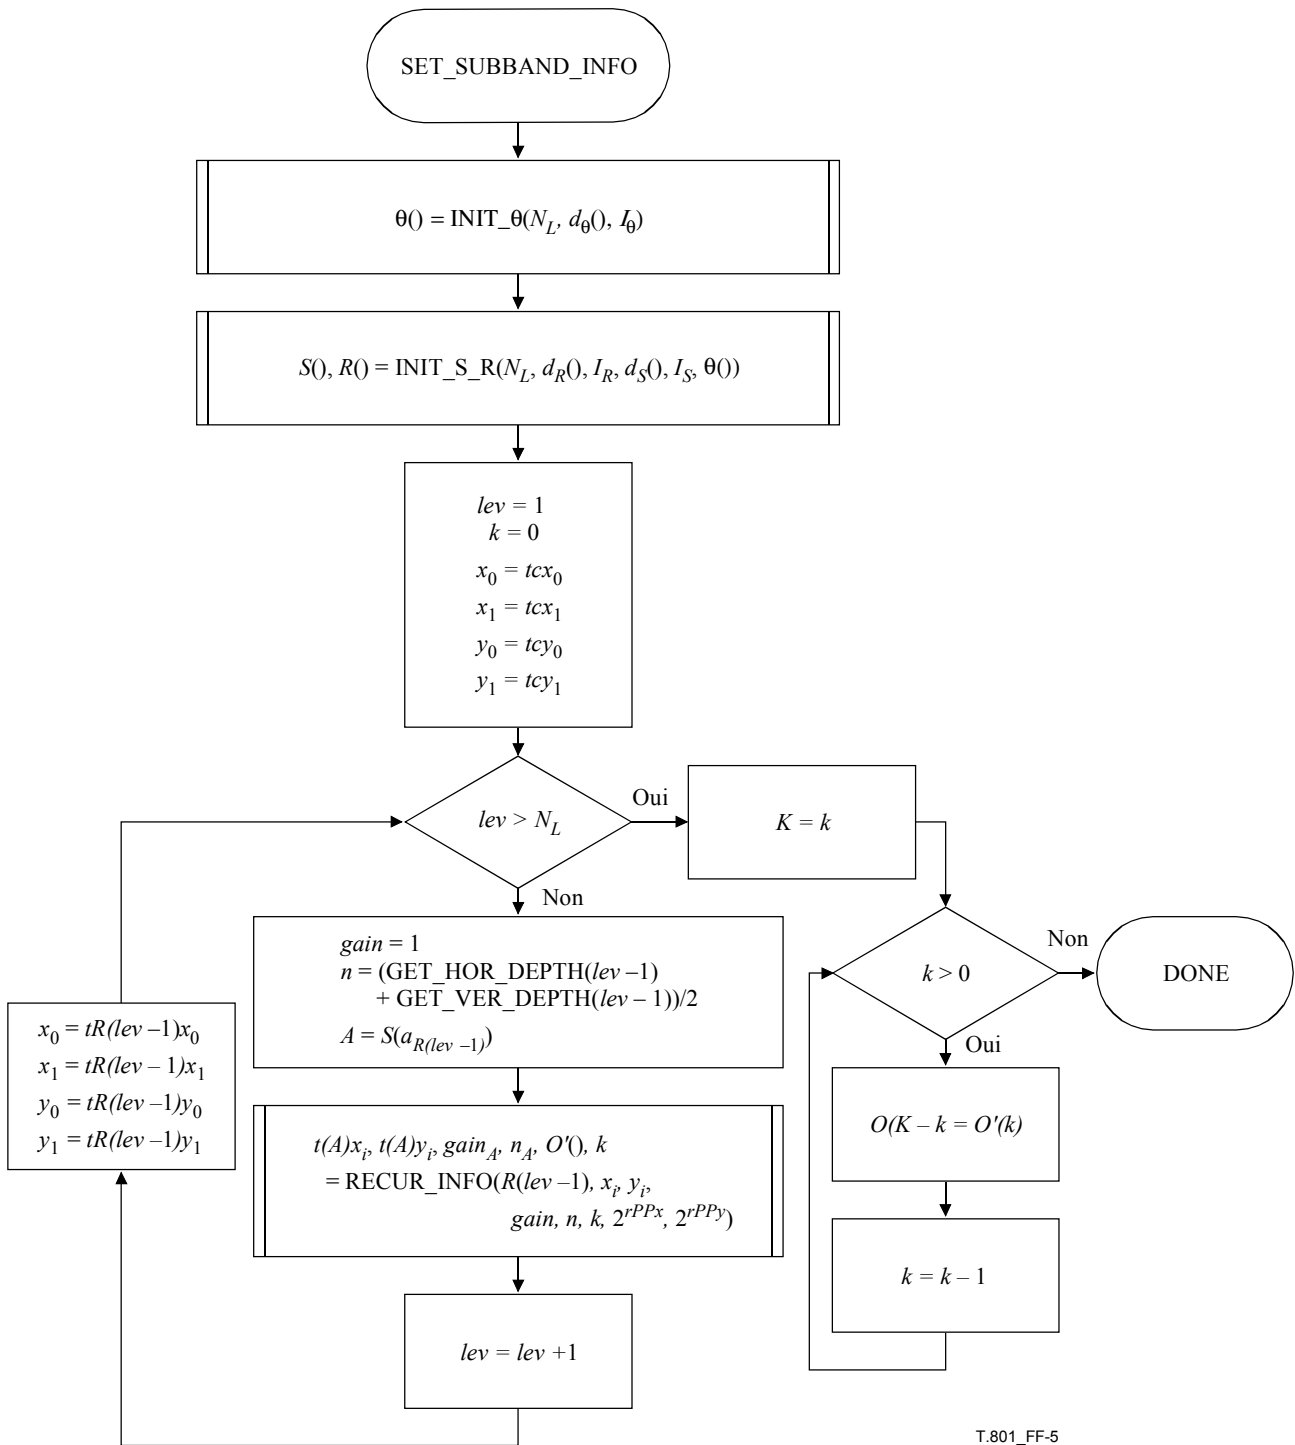 SET_SUBBAND_INFO
θ() = INIT_θ(N_L, d_θ(), I_θ)
S(), R() = INIT_S_R(N_L, d_R(), I_R, d_S(), I_S, θ())
lev = 1
k = 0
x_0 = tcx_0
x_1 = tcx_1
y_0 = tcy_0
y_1 = tcy_1
lev > N_L
Oui
K = k
Non
gain = 1
n = (GET_HOR_DEPTH(lev –1)
+ GET_VER_DEPTH(lev – 1))/2
A = S(a_{R(lev –1)})
k > 0
Non
DONE
Oui
x_0 = tR(lev –1)x_0
x_1 = tR(lev – 1)x_1
y_0 = tR(lev –1)y_0
y_1 = tR(lev –1)y_1
t(A)x_i, t(A)y_i, gain_A, n_A, O'(), k
= RECUR_INFO(R(lev –1), x_i, y_i,
gain, n, k, 2^{rPPx}, 2^{rPPy})
O(K – k = O'(k)
k = k – 1
lev = lev +1
T.801_FF-5